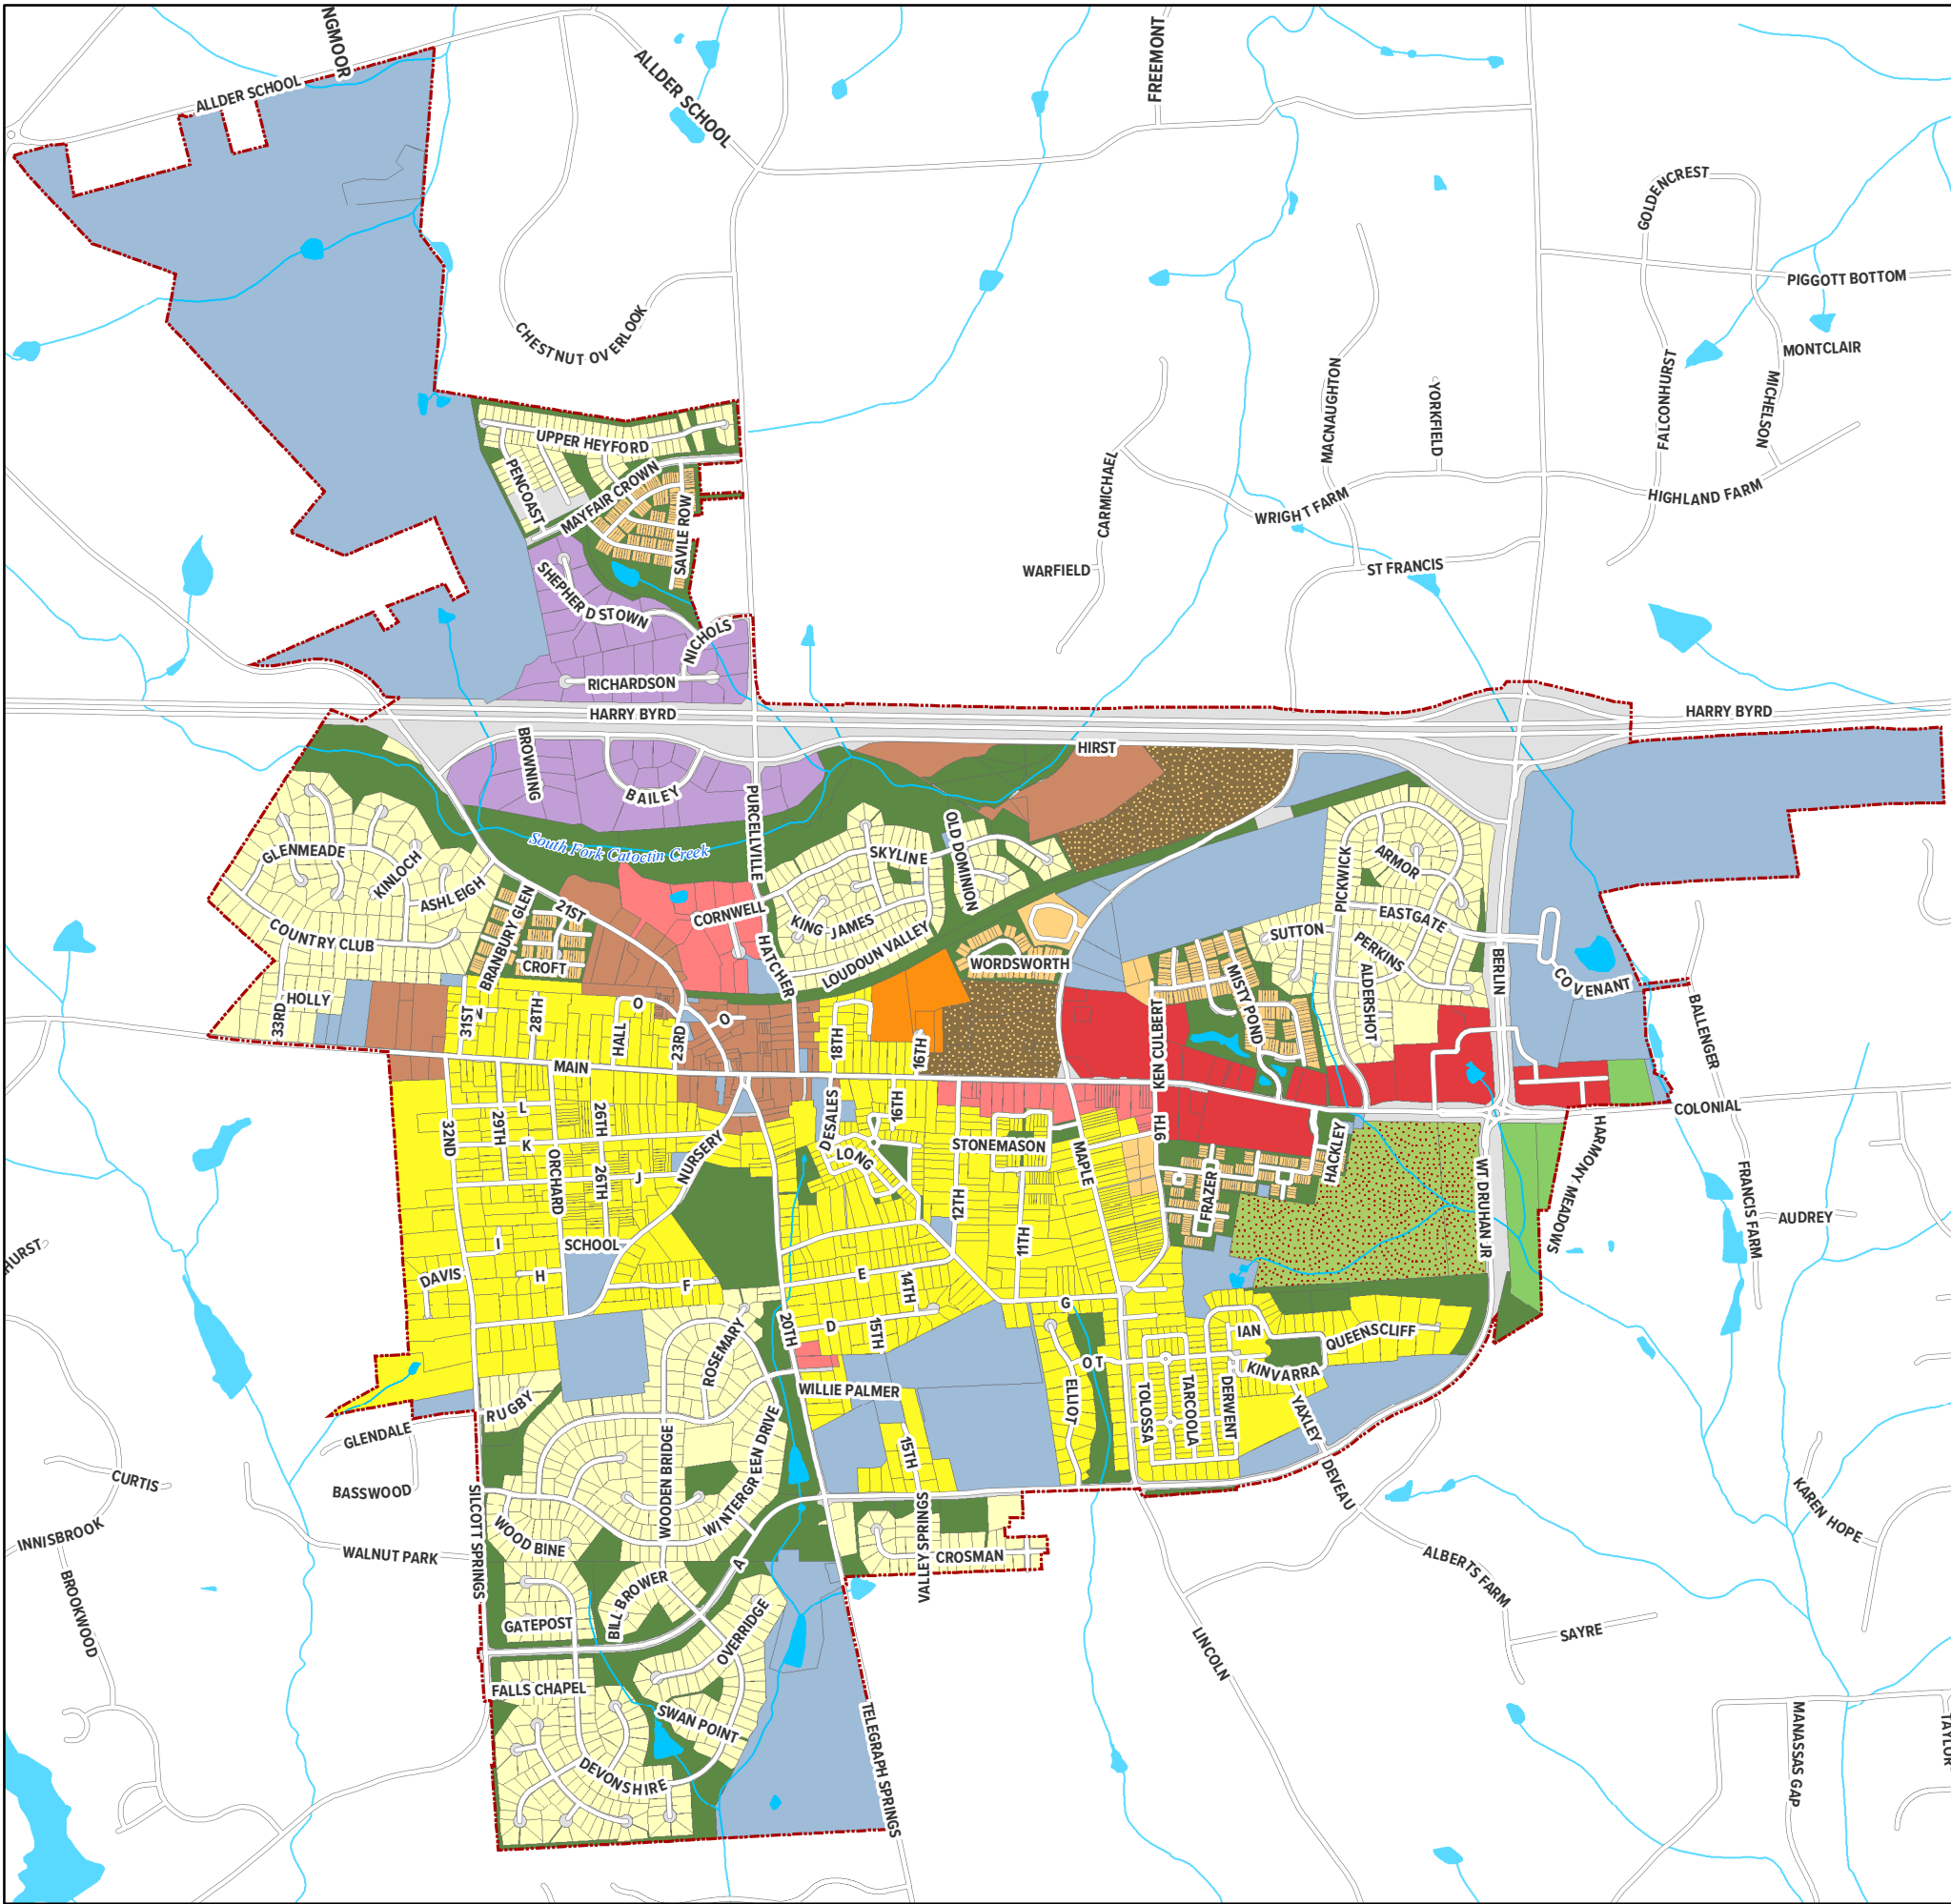 NGMOOR
ALLDER SCHOOL
ALLDER SCHOOL
FREEMONT
GOLDENCREST
PIGGOTT BOTTOM
CHESTNUT OVERLOOK
MONTCLAIR
MACNAUGHTON
YORKFIELD
FALCONHURST
MICHELSON
UPPER HEYFORD
PENCOAST
MAYFAIR CROWN
SAVILE ROW
CARMICHAEL
WRIGHT FARM
HIGHLAND FARM
WARFIELD
ST FRANCIS
SHEPHERDSTOWN
NICHOLS
RICHARDSON
HARRY BYRD
HARRY BYRD
BROWNING
BAILEY
HIRST
PURCELLVILLE
South Fork Catoctin Creek
OLD DOMINION
SKYLINE
GLENMEADE
KINLOCH
ASHLEIGH
PICKWICK
ARMOR
BRANBURY GLEN
21ST
CORNWELL
KING JAMES
EASTGATE
COUNTRY CLUB
LOUDOUN VALLEY
SUTTON
PERKINS
CROFT
HATCHER
WORDSWORTH
MISTY POND
ALDERSHOT
BERLIN
COVENANT
HOLLY
33RD
31ST
N
28TH
HALL
O
23RD
O
18TH
16TH
KEN CULBERT
BALLENGER
MAIN
COLONIAL
L
29TH
26TH
K
32ND
ORCHARD
26TH
J
NURSERY
DESALES
16TH
LONG
STONEMASON
MAPLE
9TH
HACKLEY
FRAZER
12TH
11TH
WT DRUHAN JR
HARMONY MEADOWS
FRANCIS FARM
AUDREY
HURST
I
SCHOOL
DAVIS
H
F
E
14TH
D
15TH
G
20TH
ROSEMARY
IAN
QUEENSCLIFF
O T
KINVARRA
WILLIE PALMER
ELLIOT
TOLOSSA
TARCOOLA
DERWENT
YAXLEY
RUGBY
GLENDALE
WOODEN BRIDGE
WINTERGREEN DRIVE
15TH
CURTIS
BASSWOOD
DEVEAU
KAREN HOPE
INNISBROOK
SILCOTT SPRINGS
WOOD BINE
VALLEY SPRINGS
CROSMAN
WALNUT PARK
A
BROOKWOOD
BILL BROWER
GATEPOST
OVERRIDGE
ALBERTS FARM
SAYRE
LINCOLN
FALLS CHAPEL
SWAN POINT
DEVONSHIRE
TELEGRAPH SPRINGS
MANASSAS GAP
TAYLOR